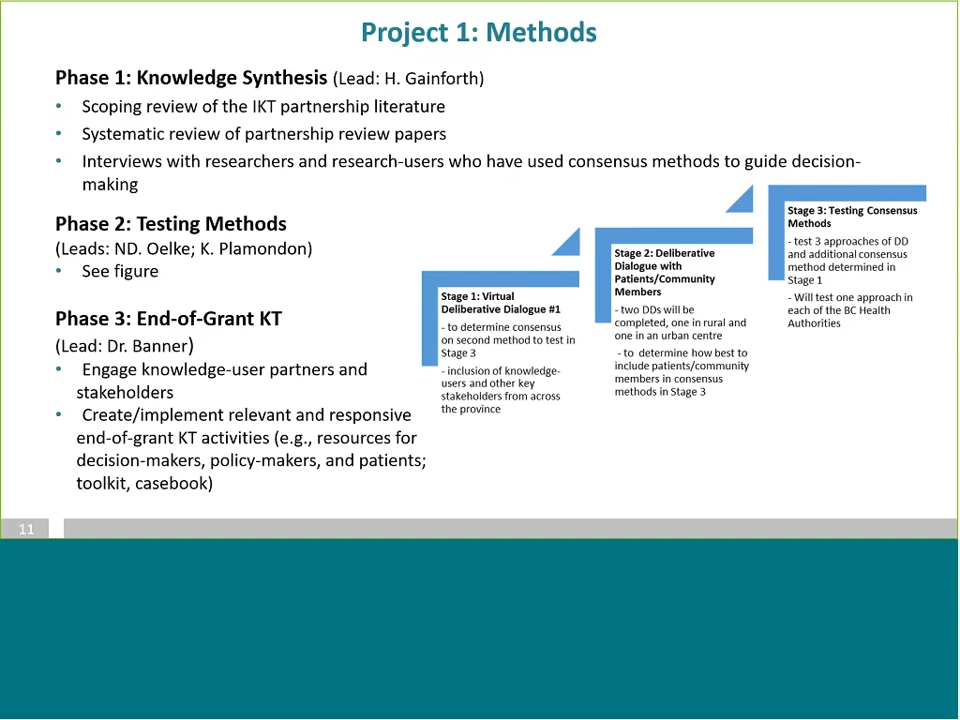 Project 1: Methods
Phase 1: Knowledge Synthesis (Lead: H. Gainforth)
• Scoping review of the IKT partnership literature
• Systematic review of partnership review papers
• Interviews with researchers and research-users who have used consensus methods to guide decision-
making
Phase 2: Testing Methods
(Leads: ND. Oelke; K. Plamondon)
• See figure
Phase 3: End-of-Grant KT
(Lead: Dr. Banner)
• Engage knowledge-user partners and
stakeholders
• Create/implement relevant and responsive
end-of-grant KT activities (e.g., resources for
decision-makers, policy-makers, and patients;
toolkit, casebook)
Stage 1: Virtual
Deliberative Dialogue #1
- to determine consensus
on second method to test in
Stage 3
- inclusion of knowledge-
users and other key
stakeholders from across
the province
Stage 2: Deliberative
Dialogue with
Patients/Community
Members
- two DDs will be
completed, one in rural and
one in an urban centre
- to determine how best to
include patients/community
members in consensus
methods in Stage 3
Stage 3: Testing Consensus
Methods
- test 3 approaches of DD
and additional consensus
method determined in
Stage 1
- Will test one approach in
each of the BC Health
Authorities
11